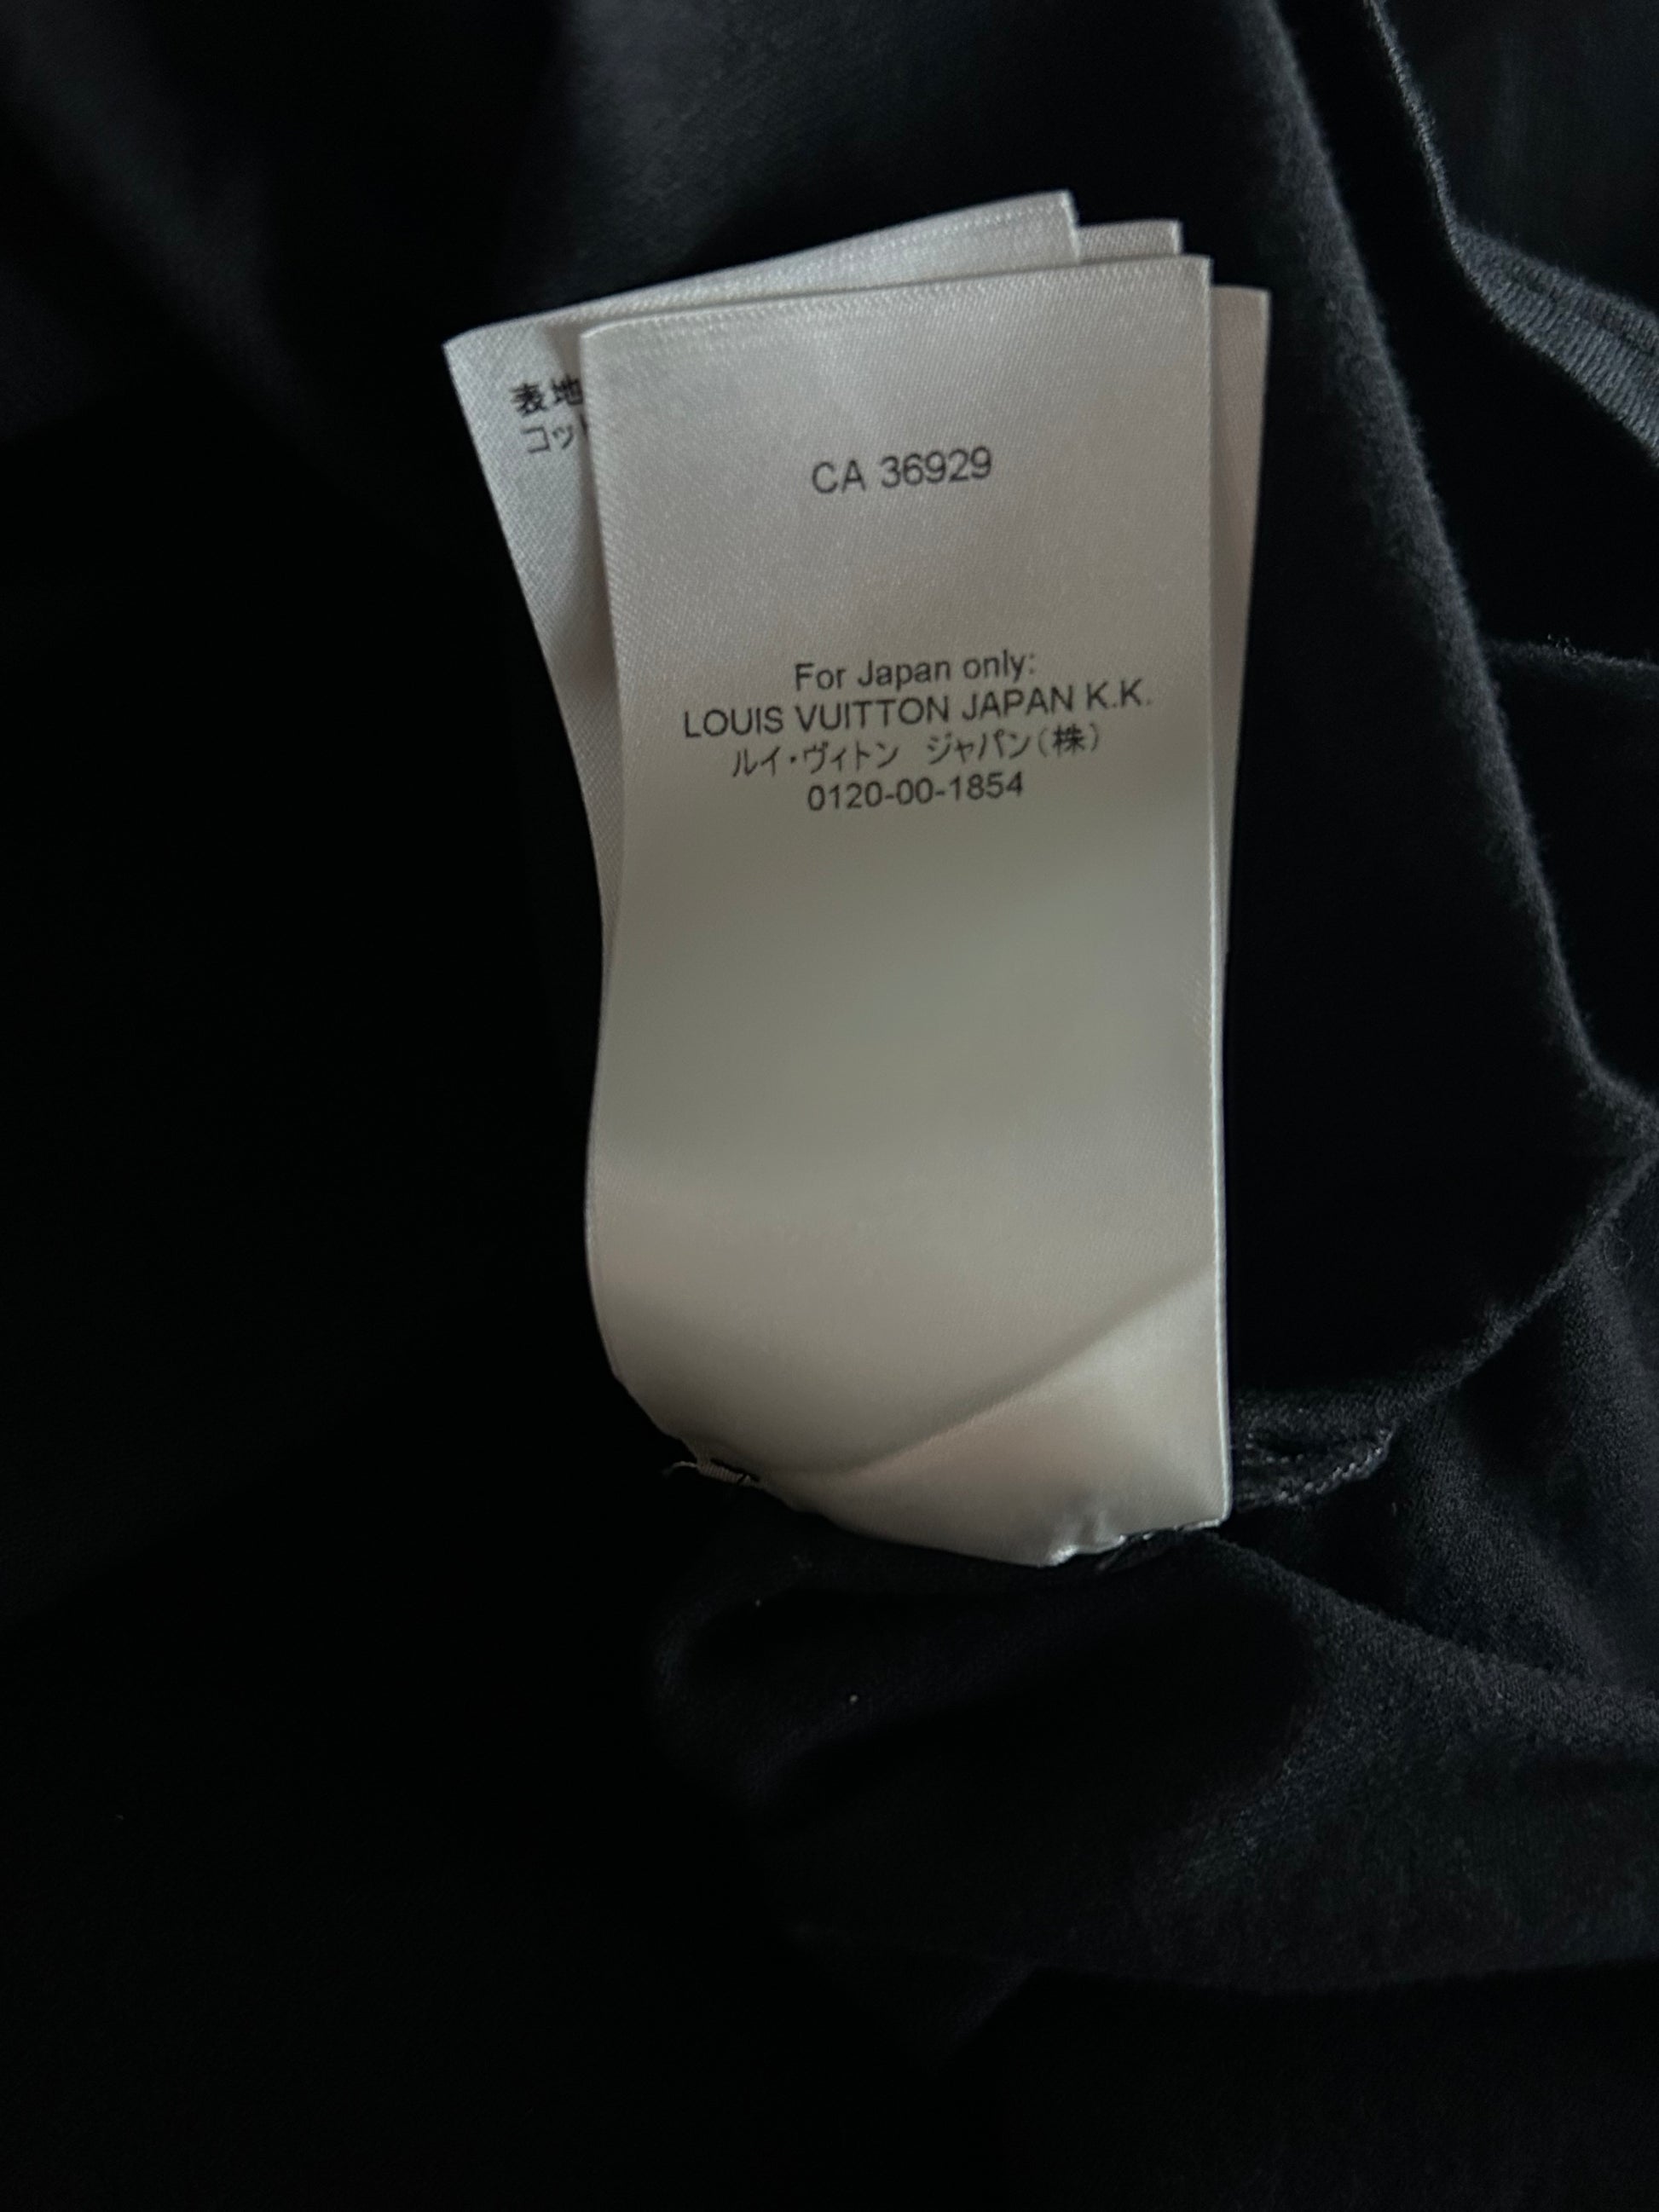 CA 36929
For Japan only:
LOUIS VUITTON JAPAN K.K.
ルイ・ヴィトン ジャパン(株)
0120-00-1854
表地
コッ